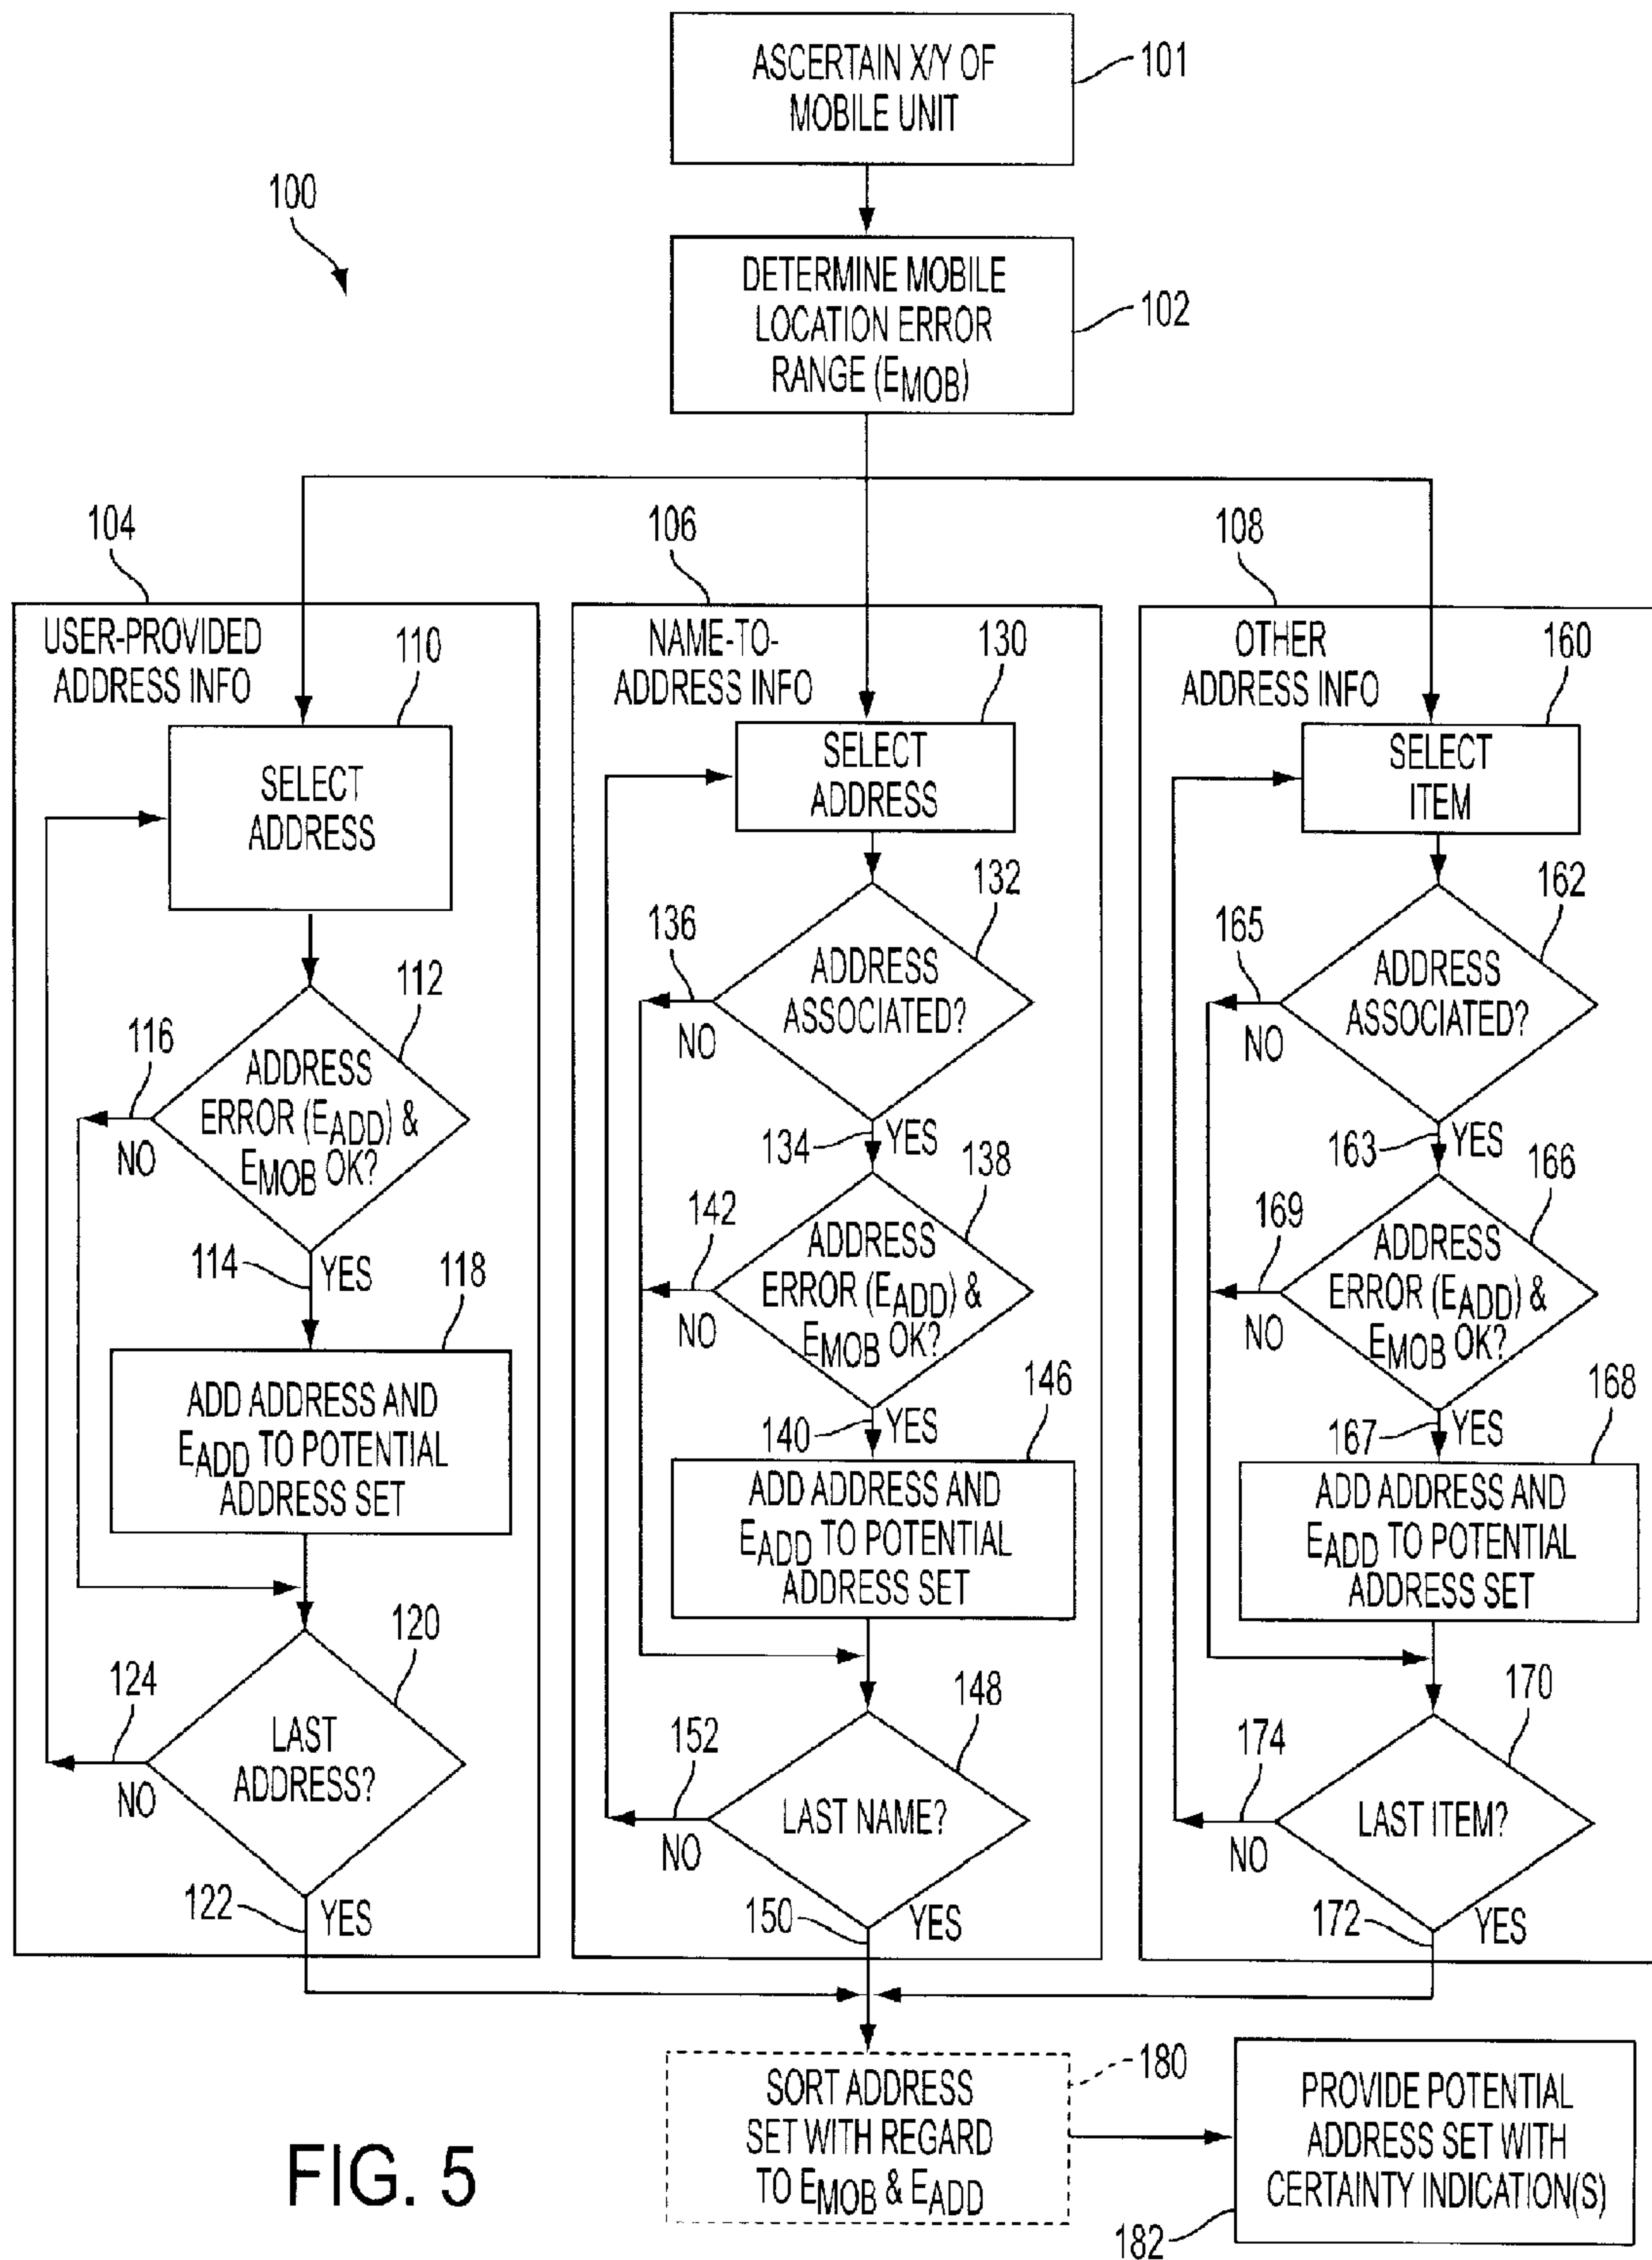 ASCERTAIN X/Y OF
MOBILE UNIT
101
100
DETERMINE MOBILE
LOCATION ERROR
RANGE (EMOB)
102
104
USER-PROVIDED
ADDRESS INFO
110
SELECT
ADDRESS
112
116
ADDRESS
ERROR (EADD) &
EMOB OK?
NO
114
YES
118
ADD ADDRESS AND
EADD TO POTENTIAL
ADDRESS SET
120
124
LAST
ADDRESS?
NO
122
YES
106
NAME-TO-
ADDRESS INFO
130
SELECT
ADDRESS
132
136
ADDRESS
ASSOCIATED?
NO
134
YES
138
142
ADDRESS
ERROR (EADD) &
EMOB OK?
NO
140
YES
146
ADD ADDRESS AND
EADD TO POTENTIAL
ADDRESS SET
148
152
LAST NAME?
NO
150
YES
108
OTHER
ADDRESS INFO
160
SELECT
ITEM
162
165
ADDRESS
ASSOCIATED?
NO
163
YES
166
169
ADDRESS
ERROR (EADD) &
EMOB OK?
NO
167
YES
168
ADD ADDRESS AND
EADD TO POTENTIAL
ADDRESS SET
170
174
LAST ITEM?
NO
172
YES
180
SORT ADDRESS
SET WITH REGARD
TO EMOB & EADD
PROVIDE POTENTIAL
ADDRESS SET WITH
CERTAINTY INDICATION(S)
182
FIG. 5